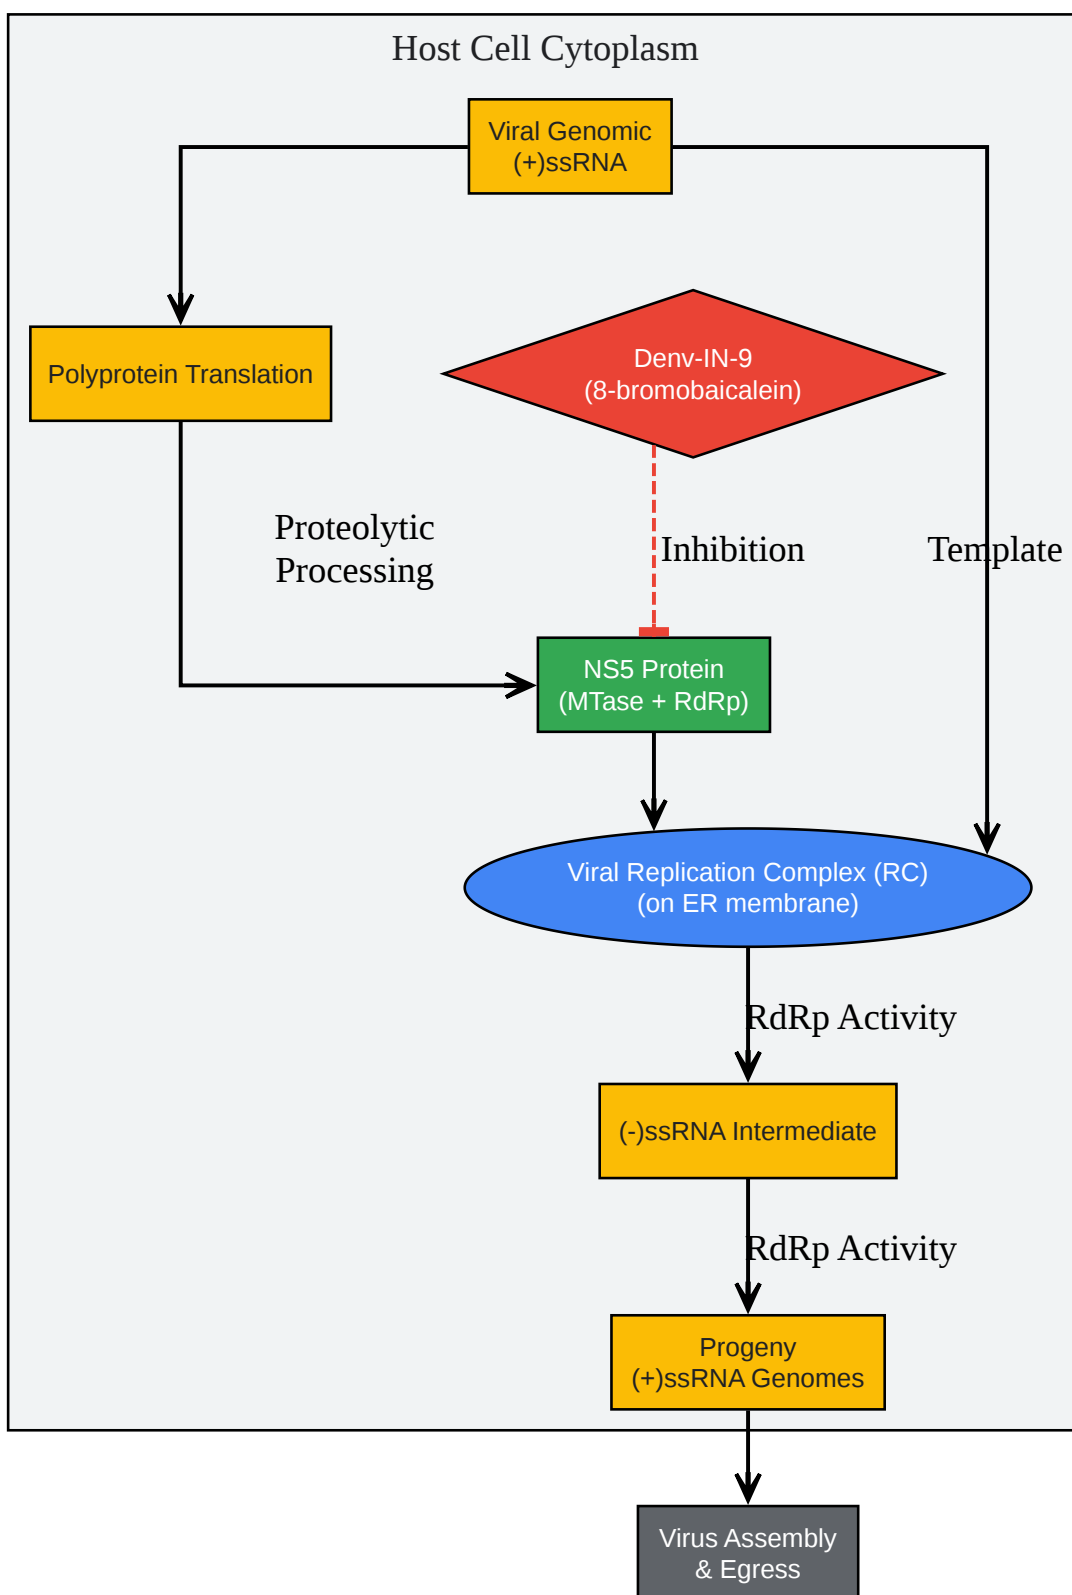 Host Cell Cytoplasm
Viral Genomic
(+)ssRNA
Polyprotein Translation
Denv-IN-9
(8-bromobaicalein)
Proteolytic
Processing
Inhibition
Template
NS5 Protein
(MTase + RdRp)
Viral Replication Complex (RC)
(on ER membrane)
RdRp Activity
(-)ssRNA Intermediate
RdRp Activity
Progeny
(+)ssRNA Genomes
Virus Assembly
& Egress